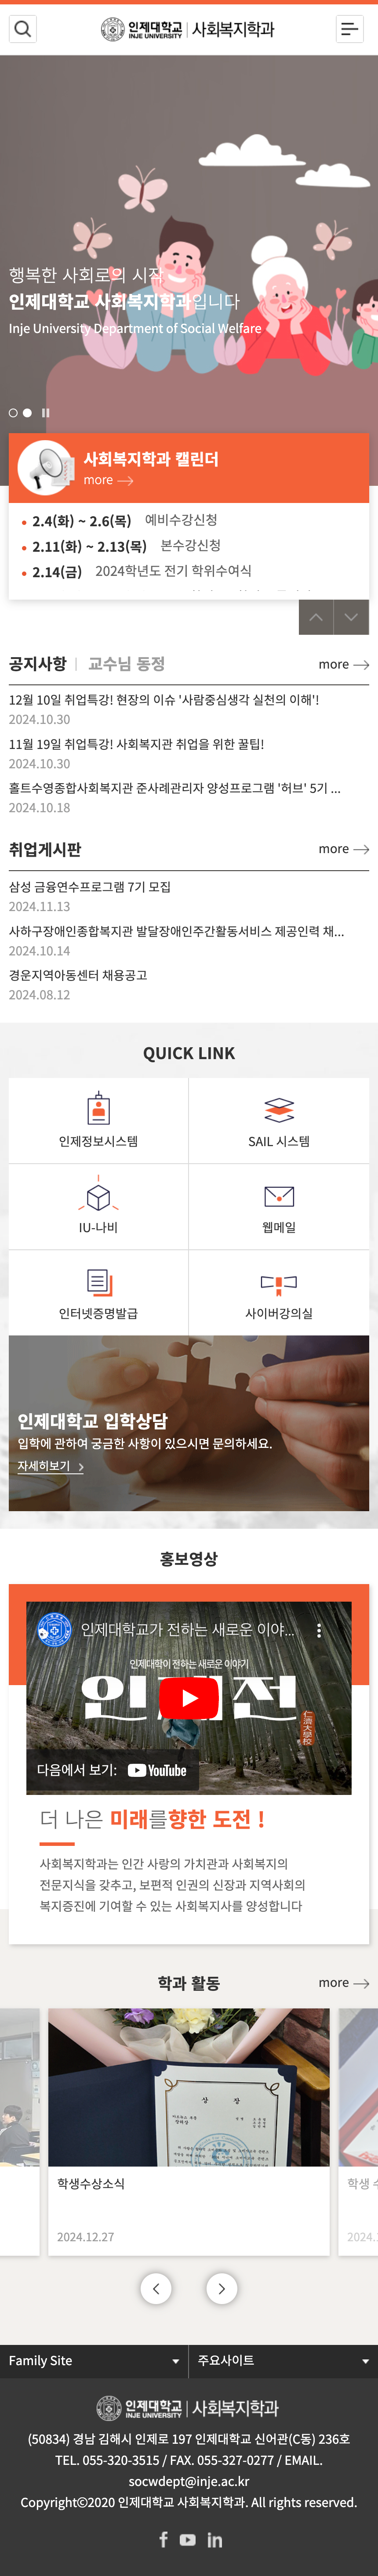 인제대학교 INJE UNIVERSITY 사회복지학과
행복한 사회로의 시작
인제대학교 사회복지학과입니다
Inje University Department of Social Welfare
사회복지학과 캘린더
more
2.4(화) ~ 2.6(목) 예비수강신청
2.11(화) ~ 2.13(목) 본수강신청
2.14(금) 2024학년도 전기 학위수여식
공지사항 교수님 동정 more
12월 10일 취업특강! 현장의 이슈 '사람중심생각 실천의 이해'!
2024.10.30
11월 19일 취업특강! 사회복지관 취업을 위한 꿀팁!
2024.10.30
홀트수영종합사회복지관 준사례관리자 양성프로그램 '허브' 5기 ...
2024.10.18
취업게시판 more
삼성 금융연수프로그램 7기 모집
2024.11.13
사하구장애인종합복지관 발달장애인주간활동서비스 제공인력 채...
2024.10.14
경운지역아동센터 채용공고
2024.08.12
QUICK LINK
인제정보시스템 SAIL 시스템
IU-나비 웹메일
인터넷증명발급 사이버강의실
인제대학교 입학상담
입학에 관하여 궁금한 사항이 있으시면 문의하세요.
자세히보기
홍보영상
인제대학교가 전하는 새로운 이야...
인제대학이 전하는 새로운 이야기
인제전
仁濟大學校
다음에서 보기: YouTube
더 나은 미래를향한 도전 !
사회복지학과는 인간 사랑의 가치관과 사회복지의
전문지식을 갖추고, 보편적 인권의 신장과 지역사회의
복지증진에 기여할 수 있는 사회복지사를 양성합니다
학과 활동 more
상 장
학생수상소식
학생 수
2024.12.27
Family Site 주요사이트
인제대학교 INJE UNIVERSITY 사회복지학과
(50834) 경남 김해시 인제로 197 인제대학교 신어관(C동) 236호
TEL. 055-320-3515 / FAX. 055-327-0277 / EMAIL.
socwdept@inje.ac.kr
Copyright©2020 인제대학교 사회복지학과. All rights reserved.